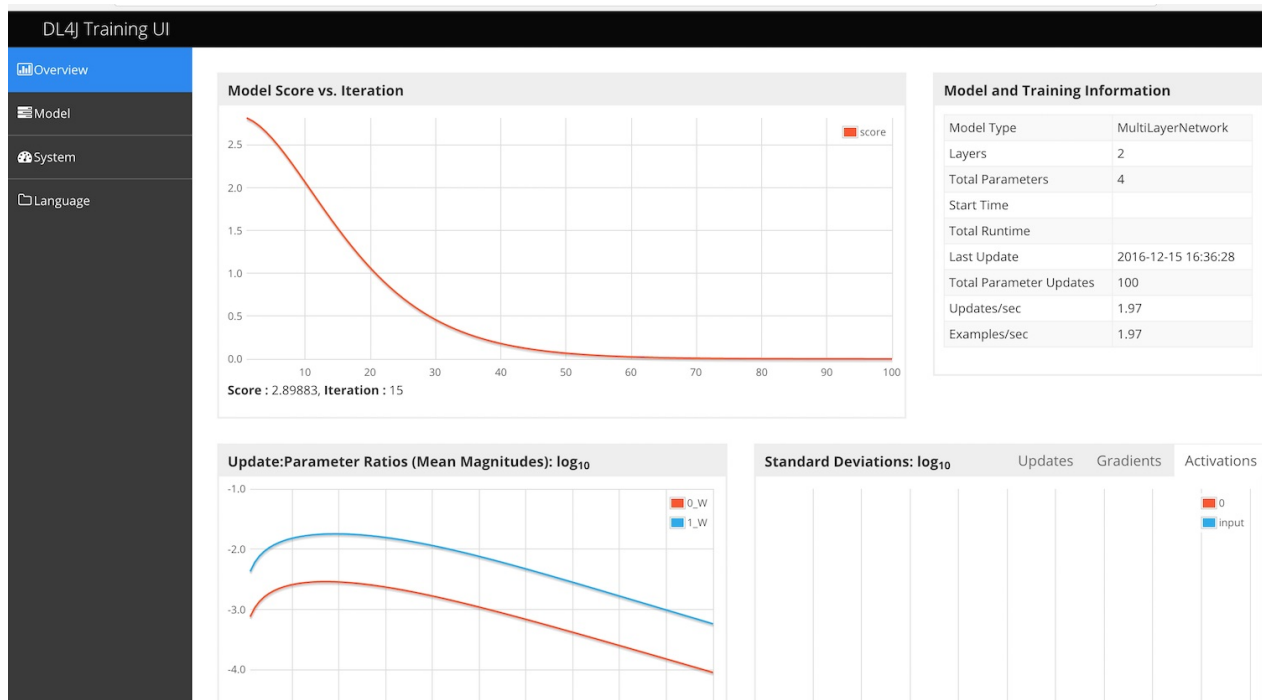 DL4J Training UI
Overview
Model
System
Language
Model Score vs. Iteration
score
2.5
2.0
1.5
1.0
0.5
0.0
10 20 30 40 50 60 70 80 90 100
Score : 2.89883, Iteration : 15
Model and Training Information
Model Type MultiLayerNetwork
Layers 2
Total Parameters 4
Start Time
Total Runtime
Last Update 2016-12-15 16:36:28
Total Parameter Updates 100
Updates/sec 1.97
Examples/sec 1.97
Update:Parameter Ratios (Mean Magnitudes): log₁₀
-1.0
0_W
1_W
-2.0
-3.0
-4.0
Standard Deviations: log₁₀ Updates Gradients Activations
0
input